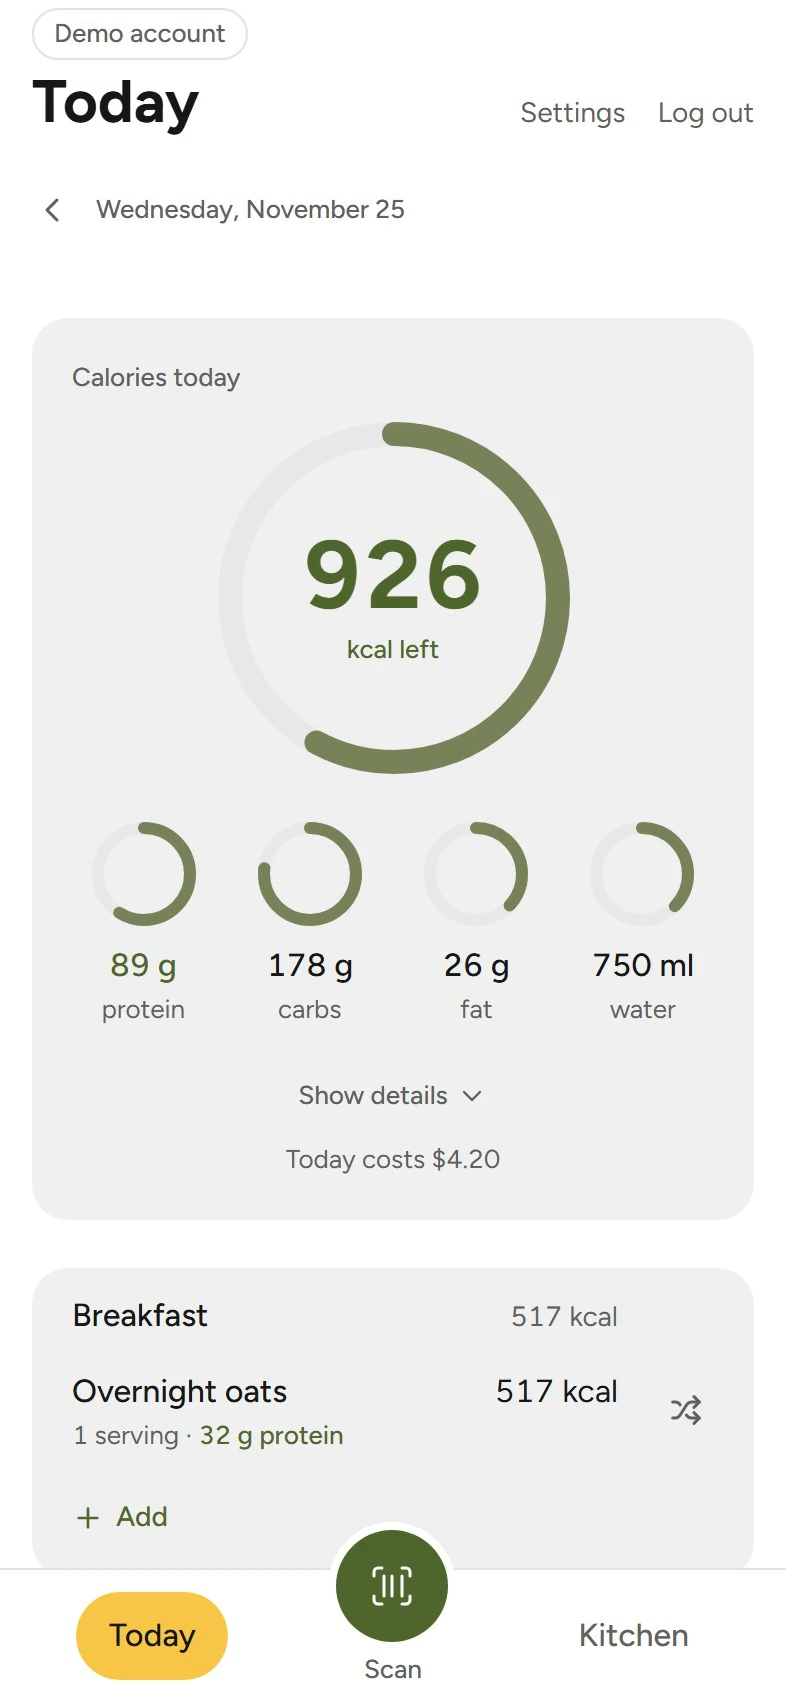 Demo account
Today
Settings Log out
Wednesday, November 25
Calories today
926
kcal left
89 g 178 g 26 g 750 ml
protein carbs fat water
Show details
Today costs $4.20
Breakfast 517 kcal
Overnight oats 517 kcal
1 serving · 32 g protein
+ Add
Today Kitchen
Scan